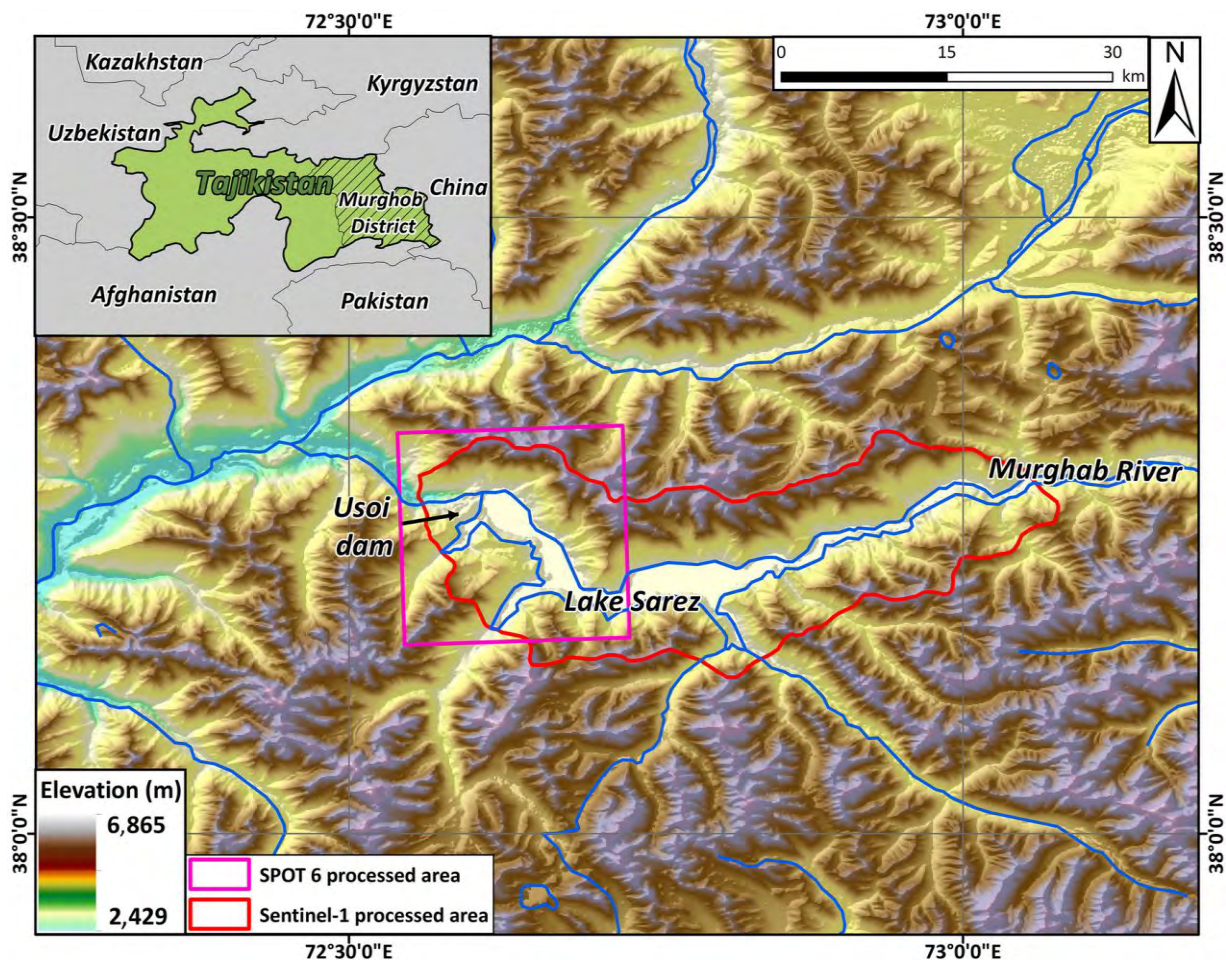 72°30'0"E
73°0'0"E
Kazakhstan
Kyrgyzstan
Uzbekistan
Tajikistan
China
Murghob
District
Afghanistan
Pakistan
0
15
30
km
N
38°30'0"N
38°30'0"N
Murghab River
Usoi
dam
Lake Sarez
38°0'0"N
38°0'0"N
Elevation (m)
6,865
2,429
SPOT 6 processed area
Sentinel-1 processed area
72°30'0"E
73°0'0"E